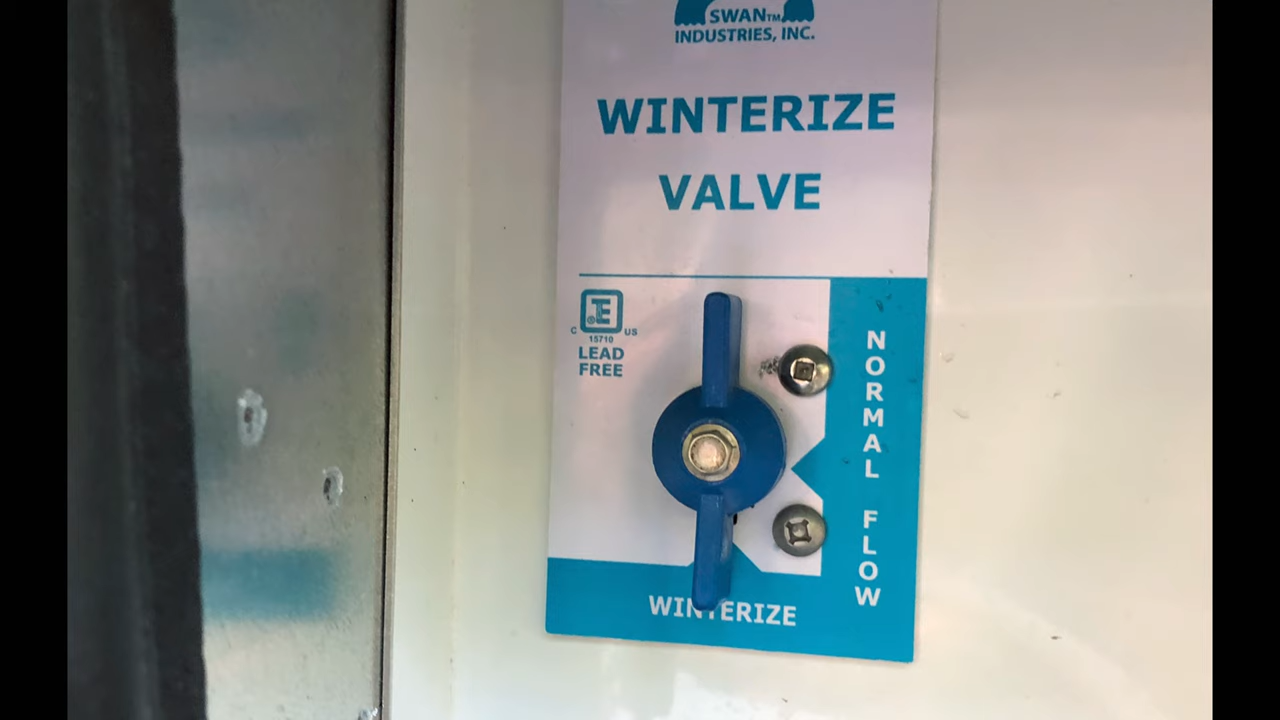 SWAN™
INDUSTRIES, INC.
WINTERIZE
VALVE
C ® US
15710
LEAD
FREE
NORMAL FLOW
WINTERIZE